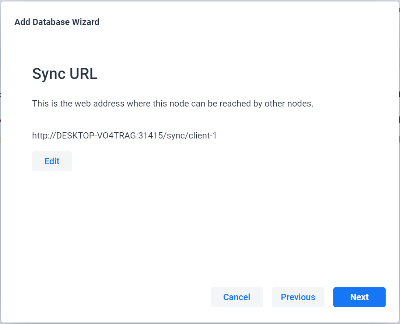 Add Database Wizard
Sync URL
This is the web address where this node can be reached by other nodes.
http://DESKTOP-VO4TRAG:31415/sync/client-1
Edit
Cancel
Previous
Next